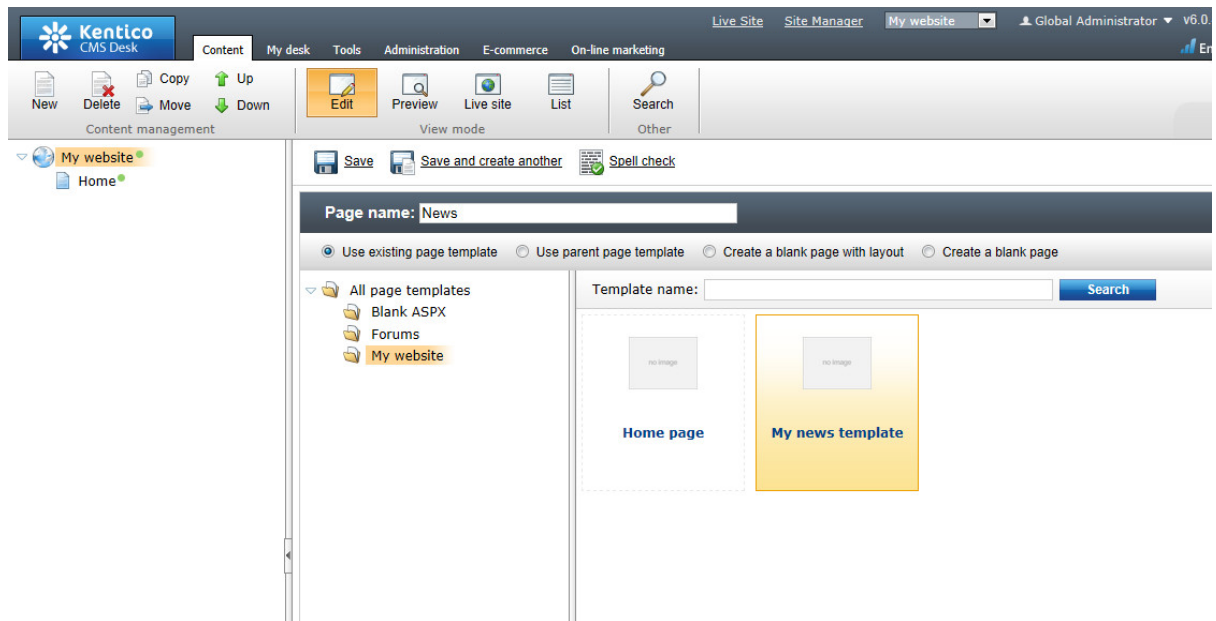 Live Site Site Manager My website Global Administrator v6.0.
Kentico
CMS Desk
Content My desk Tools Administration E-commerce On-line marketing
En
New Delete Copy Move Up Down Edit Preview Live site List Search
Content management View mode Other
My website
Home
Save Save and create another Spell check
Page name: News
Use existing page template Use parent page template Create a blank page with layout Create a blank page
All page templates
Blank ASPX
Forums
My website
Template name: Search
no image no image
Home page My news template